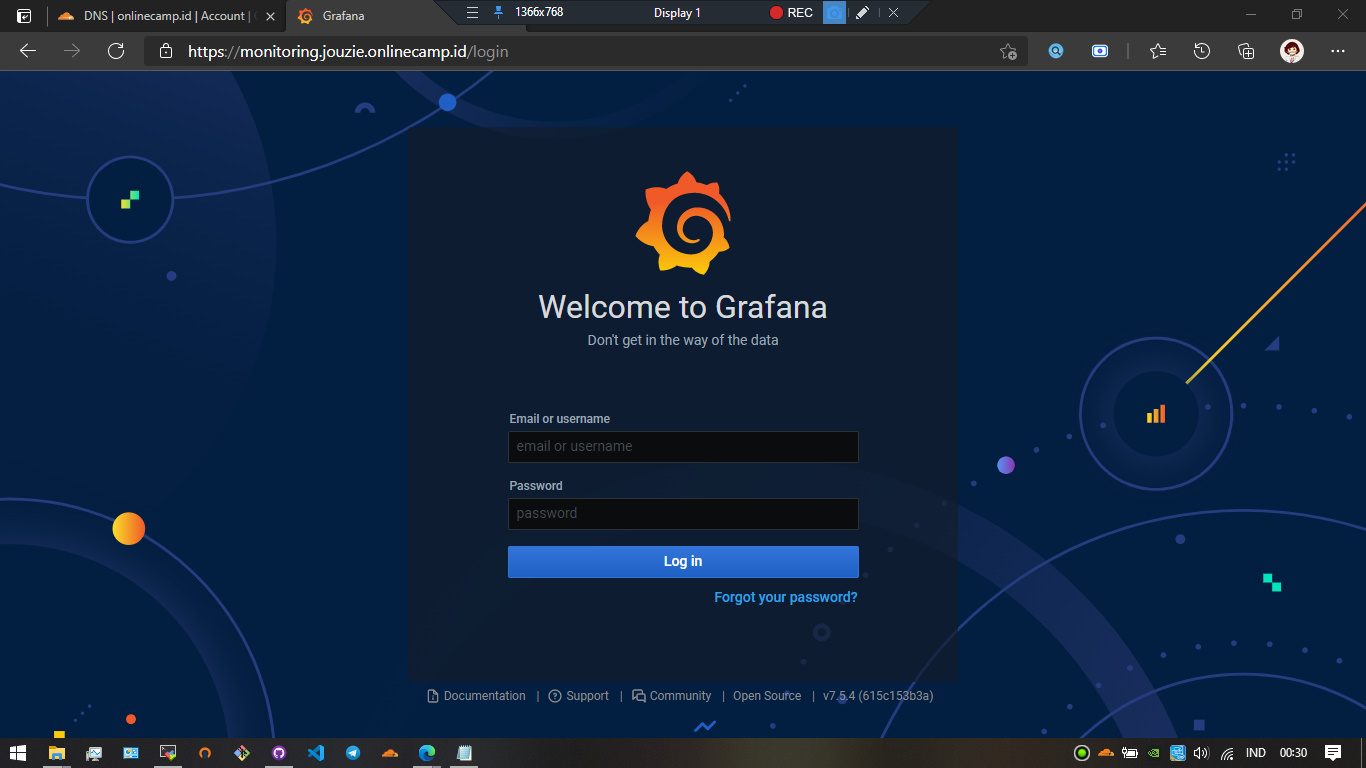 DNS | onlinecamp.id | Account |
Grafana
1366x768
Display 1
REC
https://monitoring.jouzie.onlinecamp.id/login
Welcome to Grafana
Don't get in the way of the data
Email or username
email or username
Password
password
Log in
Forgot your password?
Documentation | Support | Community | Open Source | v7.5.4 (615c153b3a)
IND 00:30